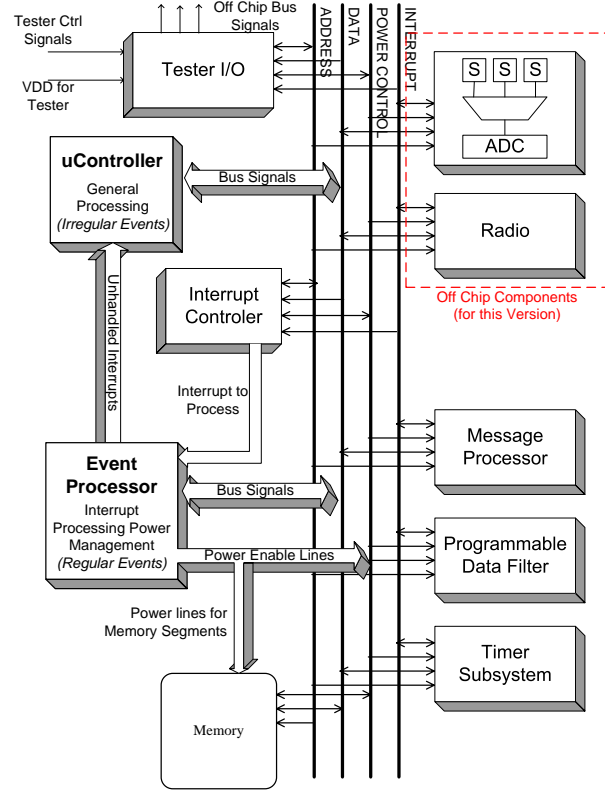 Off Chip Bus
Signals
Tester Ctrl
Signals
VDD for
Tester
Tester I/O
ADDRESS
DATA
POWER CONTROL
INTERRUPT
S S S
ADC
uController
General
Processing
(Irregular Events)
Bus Signals
Radio
Off Chip Components
(for this Version)
Unhandled Interrupts
Interrupt
Controler
Interrupt to
Process
Message
Processor
Event
Processor
Interrupt
Processing Power
Management
(Regular Events)
Bus Signals
Power Enable Lines
Programmable
Data Filter
Power lines for
Memory Segments
Timer
Subsystem
Memory